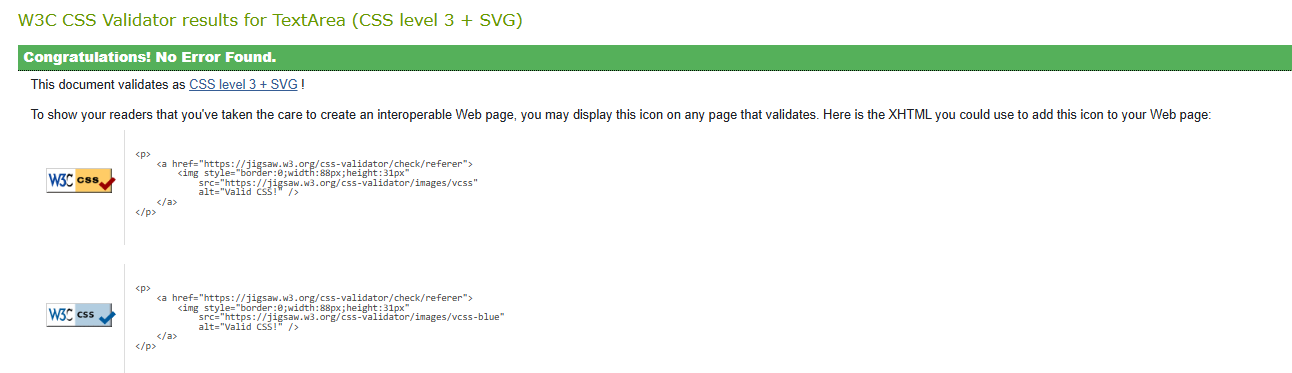 W3C CSS Validator results for TextArea (CSS level 3 + SVG)
Congratulations! No Error Found.
This document validates as CSS level 3 + SVG !
To show your readers that you've taken the care to create an interoperable Web page, you may display this icon on any page that validates. Here is the XHTML you could use to add this icon to your Web page:
W3C css
<p>
<a href="https://jigsaw.w3.org/css-validator/check/referer">
<img style="border:0;width:88px;height:31px"
src="https://jigsaw.w3.org/css-validator/images/vcss"
alt="Valid CSS!" />
</a>
</p>
W3C css
<p>
<a href="https://jigsaw.w3.org/css-validator/check/referer">
<img style="border:0;width:88px;height:31px"
src="https://jigsaw.w3.org/css-validator/images/vcss-blue"
alt="Valid CSS!" />
</a>
</p>